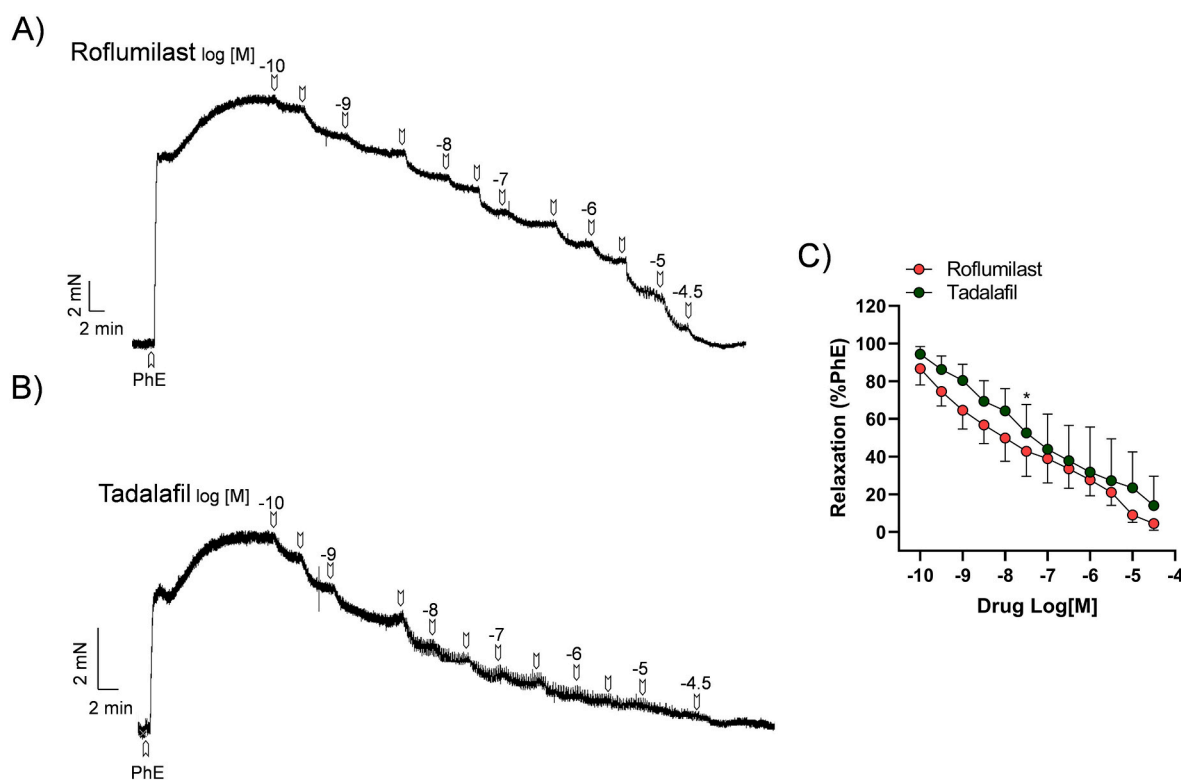 A)
Roflumilast log [M]
-10
-9
-8
-7
-6
-5
-4.5
2 mN
2 min
PhE
B)
Tadalafil log [M]
-10
-9
-8
-7
-6
-5
-4.5
2 mN
2 min
PhE
C)
Roflumilast
Tadalafil
Relaxation (%PhE)
120
100
80
60
40
20
0
*
-10 -9 -8 -7 -6 -5 -4
Drug Log[M]